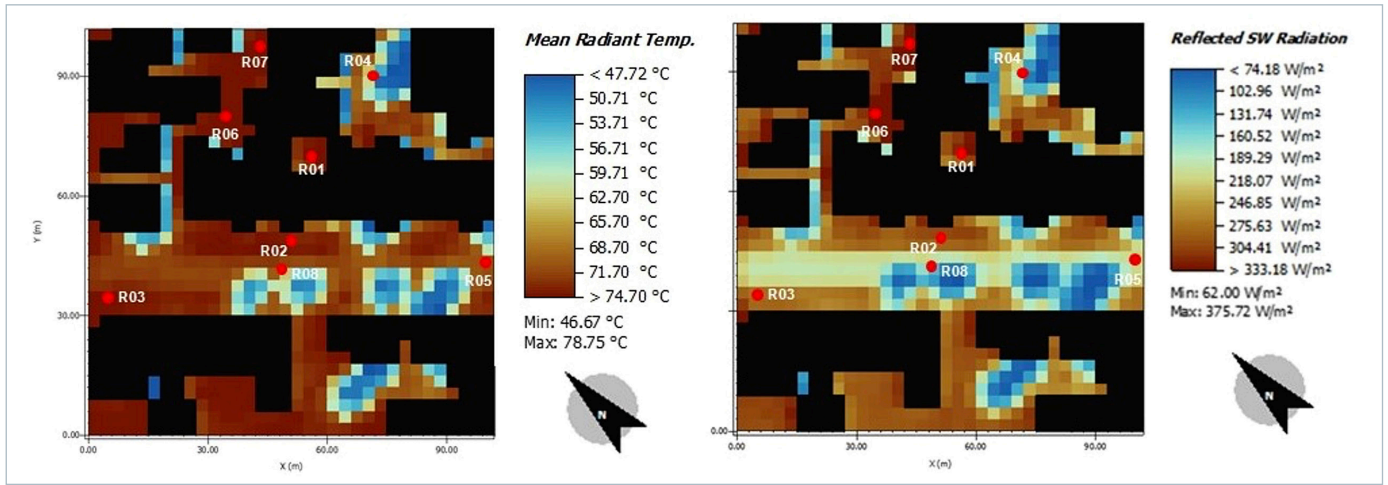 Mean Radiant Temp.
< 47.72 °C
50.71 °C
53.71 °C
56.71 °C
59.71 °C
62.70 °C
65.70 °C
68.70 °C
71.70 °C
> 74.70 °C
Min: 46.67 °C
Max: 78.75 °C
N
R07
R04
R06
R01
R02
R08
R05
R03
90.00
60.00
30.00
0.00
Y (m)
0.00
30.00
60.00
90.00
X (m)
Reflected SW Radiation
< 74.18 W/m²
102.96 W/m²
131.74 W/m²
160.52 W/m²
189.29 W/m²
218.07 W/m²
246.85 W/m²
275.63 W/m²
304.41 W/m²
> 333.18 W/m²
Min: 62.00 W/m²
Max: 375.72 W/m²
N
R07
R04
R06
R01
R02
R08
R05
R03
0.00
0.00
30.00
60.00
90.00
X (m)